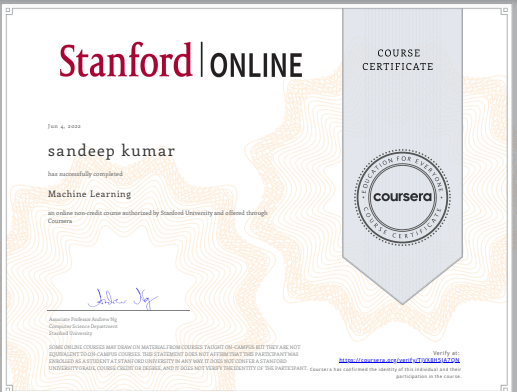 Stanford | ONLINE
COURSE
CERTIFICATE
Jun 4, 2022
sandeep kumar
has successfully completed
Machine Learning
an online non-credit course authorized by Stanford University and offered through
Coursera
EDUCATION FOR EVERYONE
coursera
COURSE CERTIFICATE
Andrew Ng
Associate Professor Andrew Ng
Computer Science Department
Stanford University
SOME ONLINE COURSES MAY DRAW ON MATERIAL FROM COURSES TAUGHT ON-CAMPUS BUT THEY ARE NOT
EQUIVALENT TO ON-CAMPUS COURSES. THIS STATEMENT DOES NOT AFFIRM THAT THIS PARTICIPANT WAS
ENROLLED AS A STUDENT AT STANFORD UNIVERSITY IN ANY WAY. IT DOES NOT CONFER A STANFORD
UNIVERSITY GRADE, COURSE CREDIT OR DEGREE, AND IT DOES NOT VERIFY THE IDENTITY OF THE PARTICIPANT.
Verify at:
Coursera has confirmed the identity of this individual and their
participation in the course.